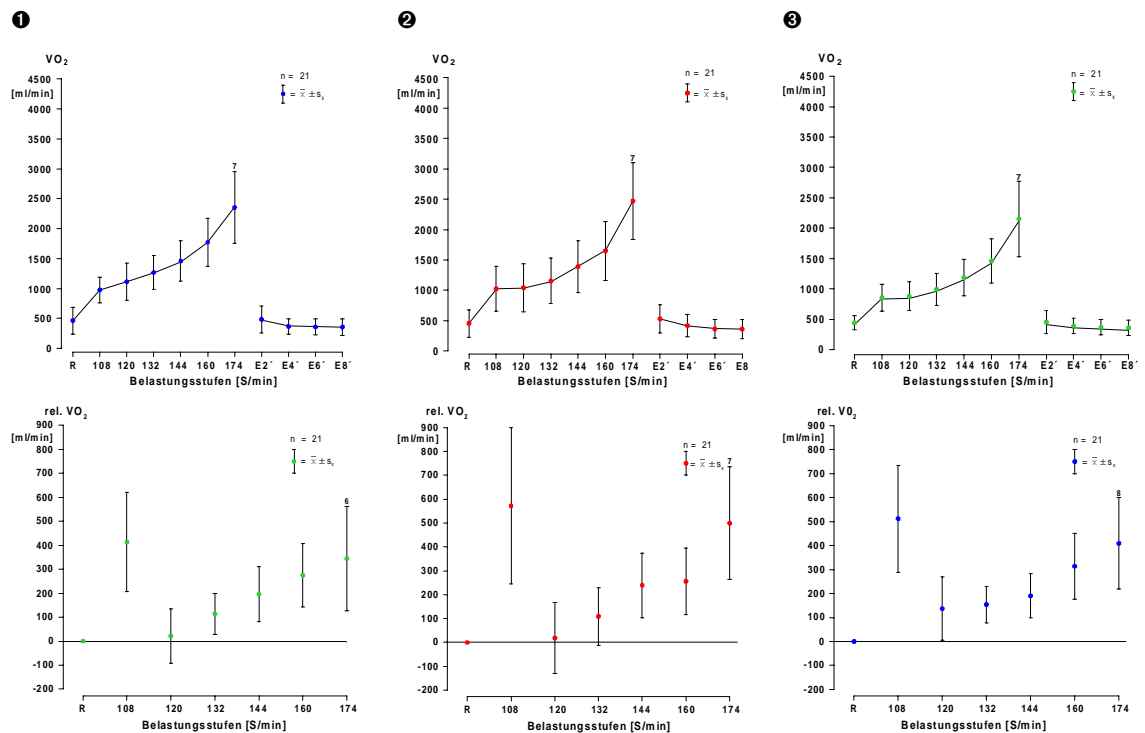 ❶
VO₂
[ml/min]
4500
4000
3500
3000
2500
2000
1500
1000
500
0
n = 21
= x̅ ±sₓ
7
R 108 120 132 144 160 174 E2´ E4´ E6´ E8´
Belastungsstufen [S/min]
❷
VO₂
[ml/min]
4500
4000
3500
3000
2500
2000
1500
1000
500
0
n = 21
= x̅ ±sₓ
7
R 108 120 132 144 160 174 E2´ E4´ E6´ E8
Belastungsstufen [S/min]
❸
VO₂
[ml/min]
4500
4000
3500
3000
2500
2000
1500
1000
500
0
n = 21
= x̅ ±sₓ
7
R 108 120 132 144 160 174 E2´ E4´ E6´ E8´
Belastungsstufen [S/min]
rel. VO₂
[ml/min]
900
800
700
600
500
400
300
200
100
0
-100
-200
n = 21
= x̅ ±sₓ
6
R 108 120 132 144 160 174
Belastungsstufen [S/min]
rel. VO₂
[ml/min]
900
800
700
600
500
400
300
200
100
0
-100
-200
n = 21
= x̅ ±sₓ
7
R 108 120 132 144 160 174
Belastungsstufen [S/min]
rel. V0₂
[ml/min]
900
800
700
600
500
400
300
200
100
0
-100
-200
n = 21
= x̅ ±sₓ
8
R 108 120 132 144 160 174
Belastungsstufen [S/min]